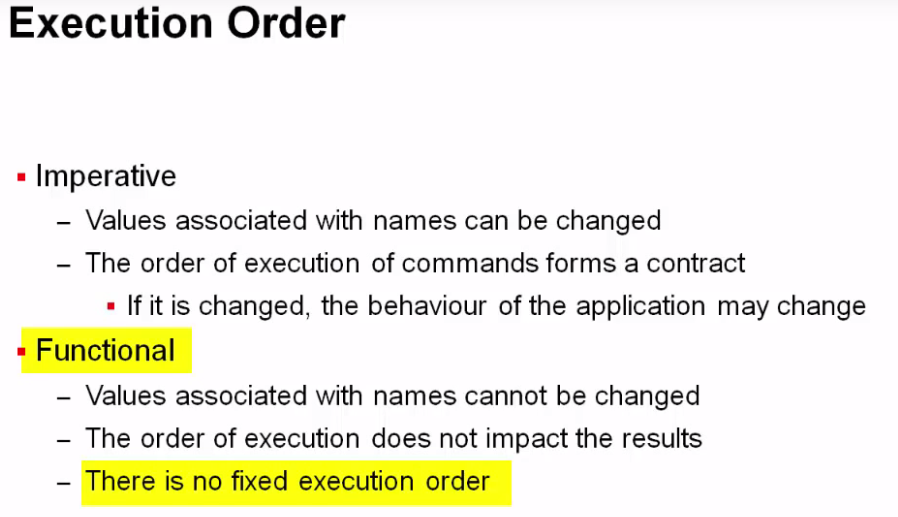 Execution Order
▪ Imperative
– Values associated with names can be changed
– The order of execution of commands forms a contract
▪ If it is changed, the behaviour of the application may change
▪ Functional
– Values associated with names cannot be changed
– The order of execution does not impact the results
– There is no fixed execution order